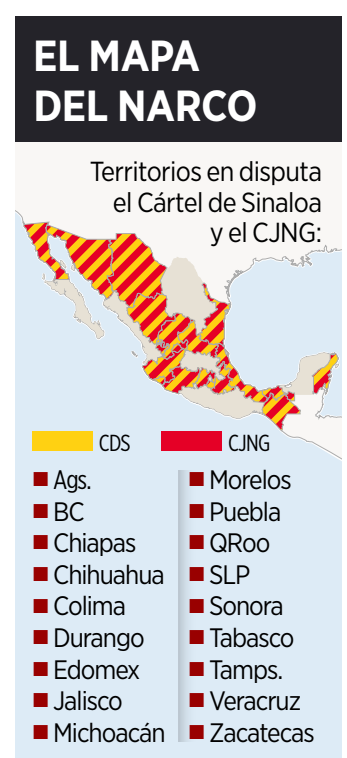 EL MAPA
DEL NARCO
Territorios en disputa
el Cártel de Sinaloa
y el CJNG:
CDS
CJNG
Ags.
BC
Chiapas
Chihuahua
Colima
Durango
Edomex
Jalisco
Michoacán
Morelos
Puebla
QRoo
SLP
Sonora
Tabasco
Tamps.
Veracruz
Zacatecas